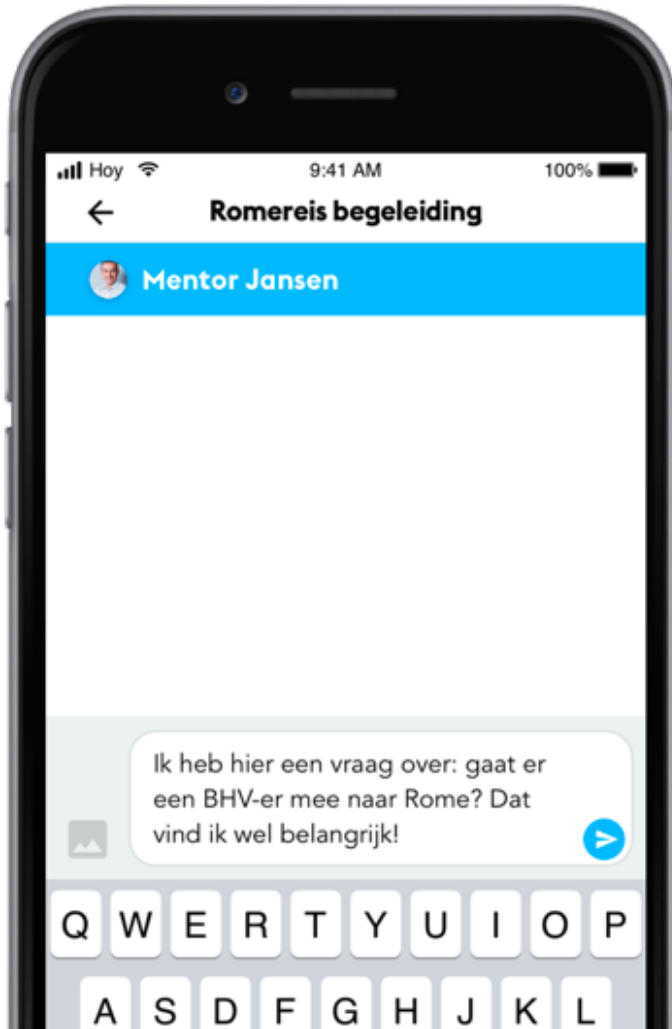 Hoy 9:41 AM 100%
Romereis begeleiding
Mentor Jansen
Ik heb hier een vraag over: gaat er
een BHV-er mee naar Rome? Dat
vind ik wel belangrijk!
Q W E R T Y U I O P
A S D F G H J K L